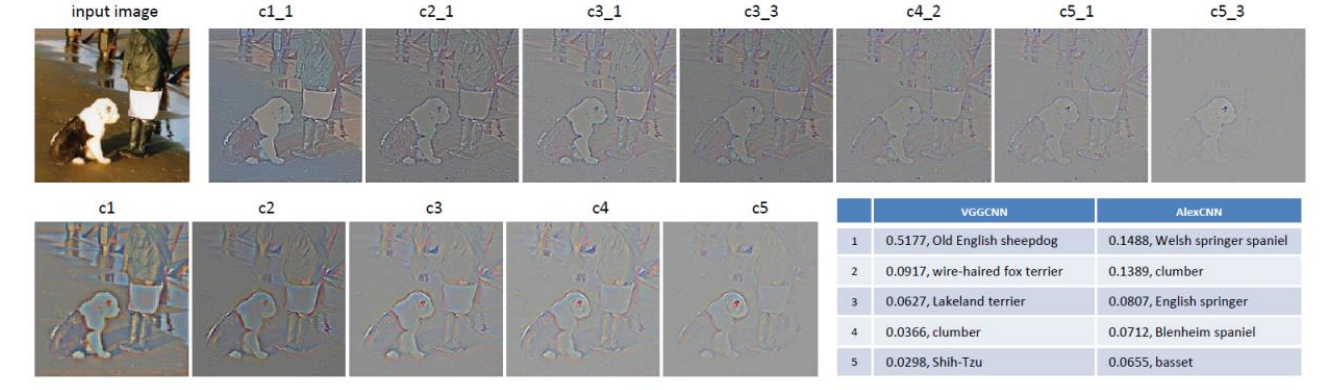 input image c1_1 c2_1 c3_1 c3_3 c4_2 c5_1 c5_3
c1 c2 c3 c4 c5
VGGCNN AlexCNN
1 0.5177, Old English sheepdog 0.1488, Welsh springer spaniel
2 0.0917, wire-haired fox terrier 0.1389, clumber
3 0.0627, Lakeland terrier 0.0807, English springer
4 0.0366, clumber 0.0712, Blenheim spaniel
5 0.0298, Shih-Tzu 0.0655, basset